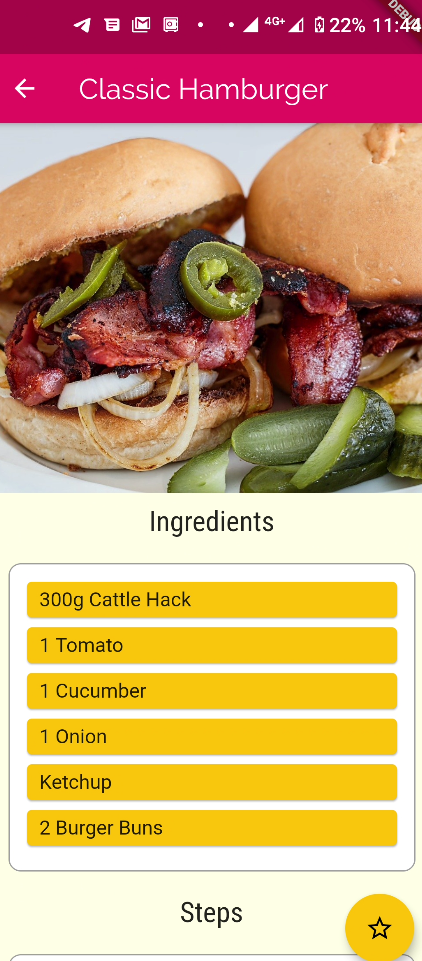 4G+ 22% 11:44
DEBUG
Classic Hamburger
Ingredients
300g Cattle Hack
1 Tomato
1 Cucumber
1 Onion
Ketchup
2 Burger Buns
Steps